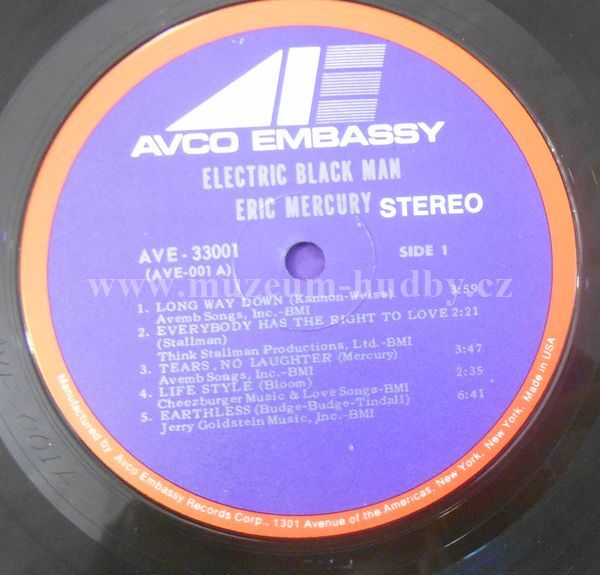 AVCO EMBASSY
ELECTRIC BLACK MAN
ERIC MERCURY STEREO
AVE-33001 SIDE 1
(AVE-001 A)
www.muzeum-hudby.cz
1. LONG WAY DOWN (Kannon-Weiss) 3:59
Avemb Songs, Inc.-BMI
2. EVERYBODY HAS THE RIGHT TO LOVE 2:21
(Stallman)
Think Stallman Productions, Ltd.-BMI
3. TEARS, NO LAUGHTER (Mercury) 3:47
Avemb Songs, Inc.-BMI
4. LIFE STYLE (Bloom) 2:35
Cheezburger Music & Love Songs-BMI
5. EARTHLESS (Budge-Budge-Tindall) 6:41
Jerry Goldstein Music, Inc.-BMI
Manufactured by Avco Embassy Records Corp., 1301 Avenue of the Americas, New York, New York. Made in USA